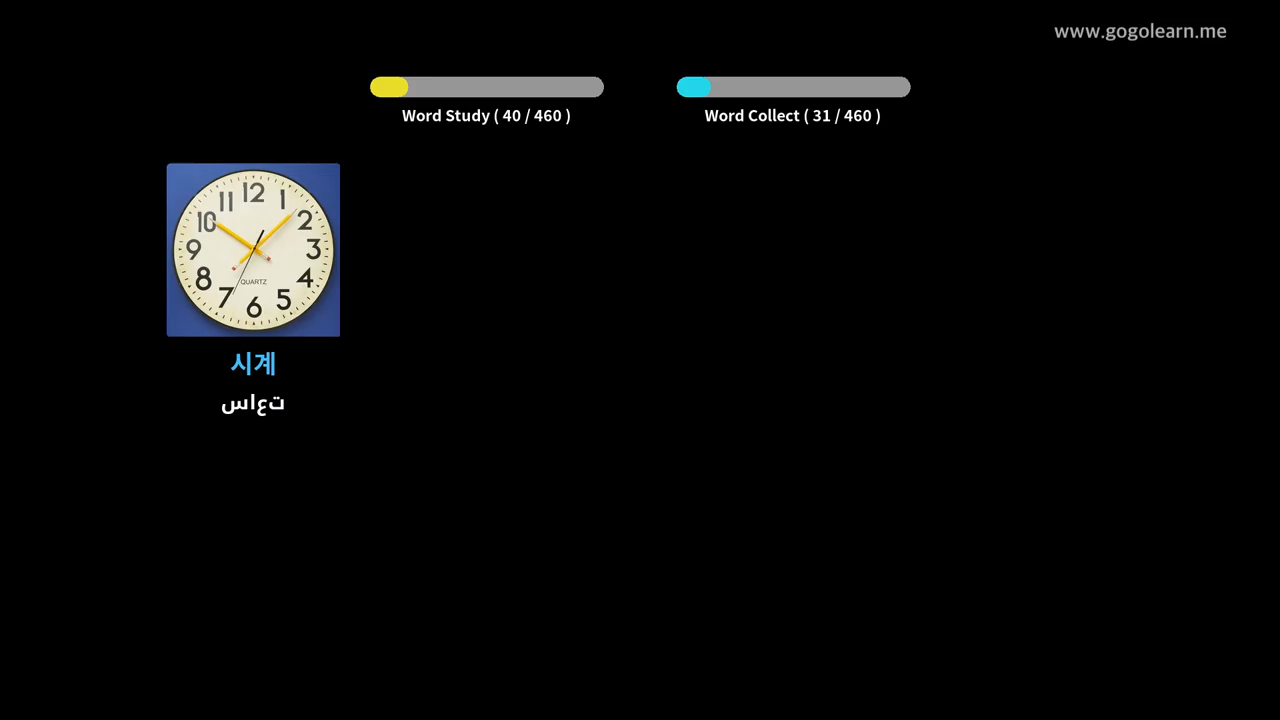 www.gogolearn.me
Word Study ( 40 / 460 )
Word Collect ( 31 / 460 )
12
11 1
10 2
9 3
8 4
QUARTZ
7 5
6
시계
تعاس